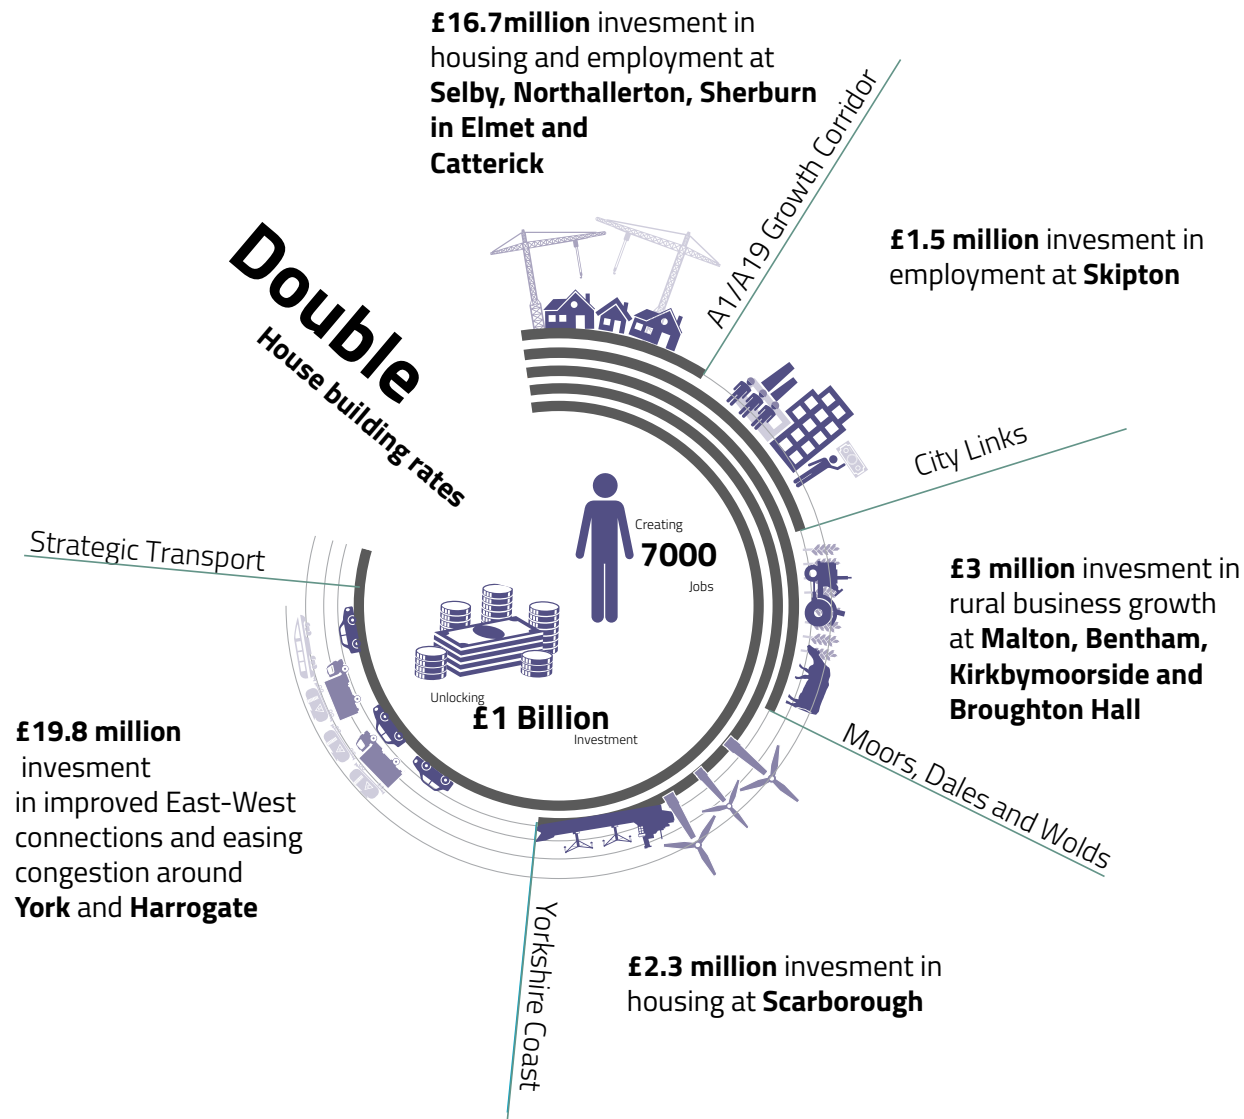 £16.7million invesment in
housing and employment at
Selby, Northallerton, Sherburn
in Elmet and
Catterick
A1/A19 Growth Corridor
£1.5 million invesment in
employment at Skipton
City Links
£3 million invesment in
rural business growth
at Malton, Bentham,
Kirkbymoorside and
Broughton Hall
Moors, Dales and Wolds
£2.3 million invesment in
housing at Scarborough
Yorkshire Coast
£19.8 million
invesment
in improved East-West
connections and easing
congestion around
York and Harrogate
Strategic Transport
Double
House building rates
Creating
7000
Jobs
Unlocking
£1 Billion
Investment